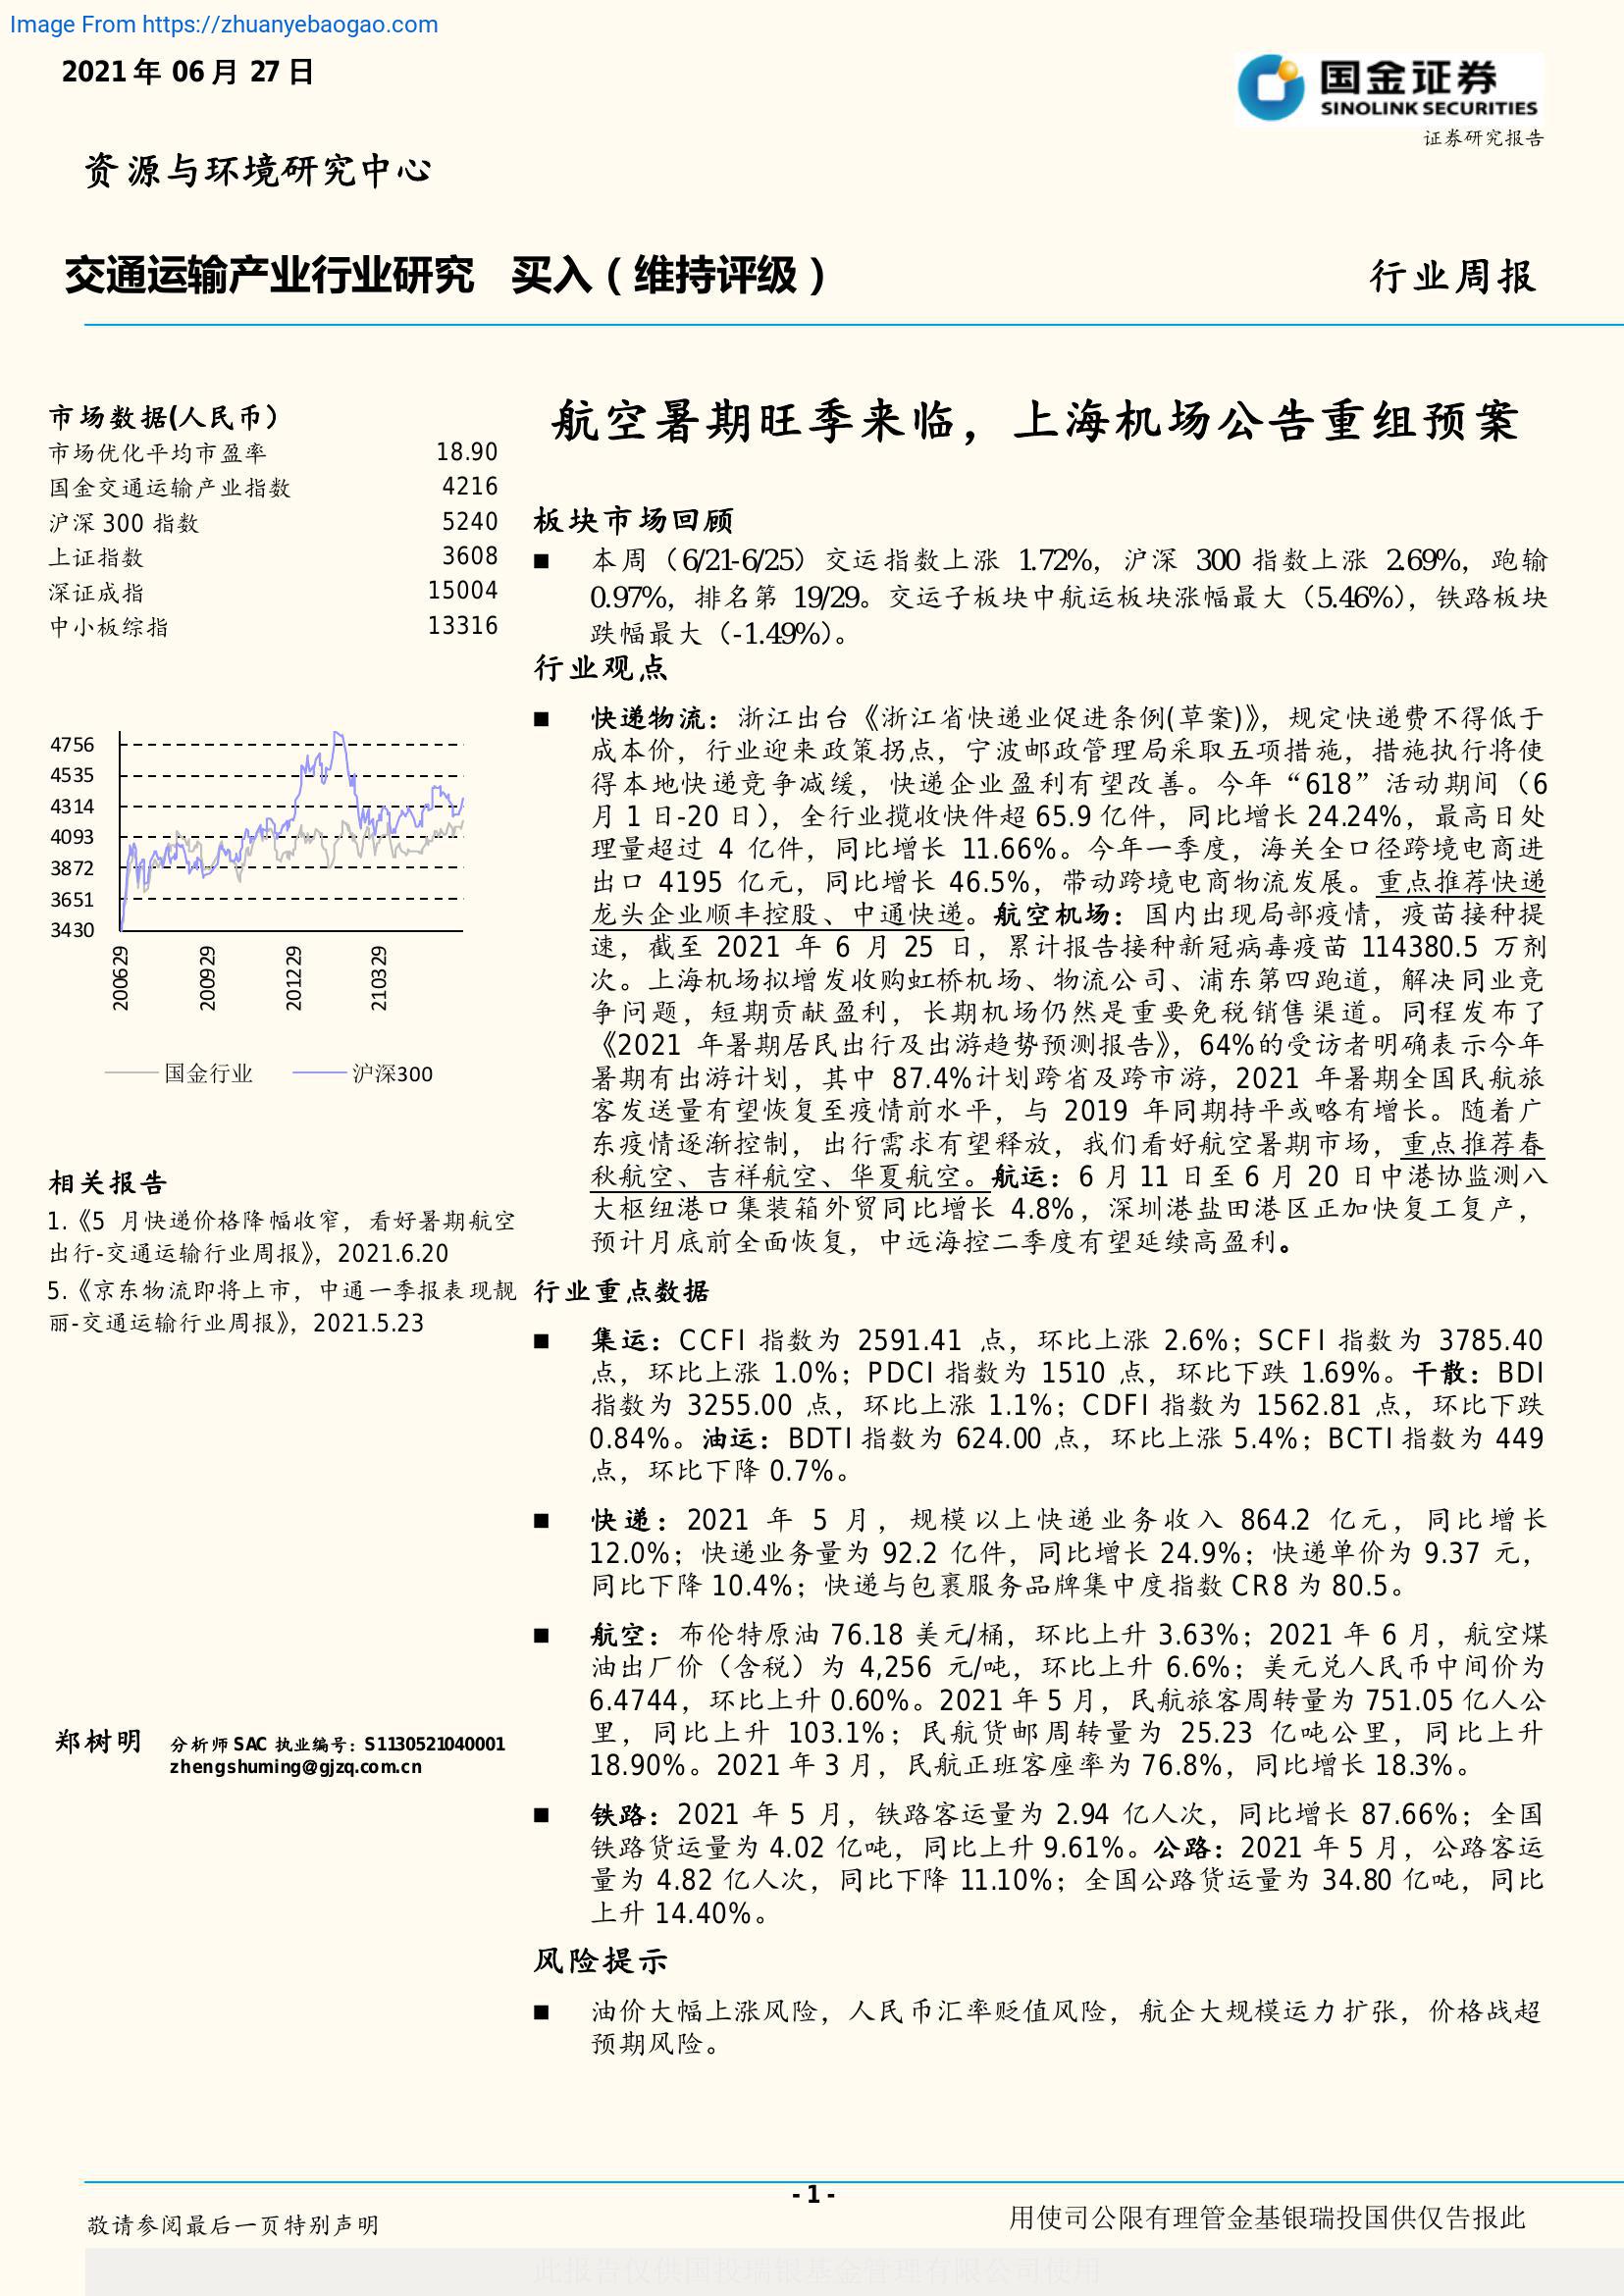 Image From https://zhuanyebaogao.com
2021 年 06 月 27 日
国金证券
SINOLINK SECURITIES
证券研究报告
资源与环境研究中心
交通运输产业行业研究 买入（维持评级）
行业周报
市场数据(人民币）
市场优化平均市盈率 18.90
国金交通运输产业指数 4216
沪深 300 指数 5240
上证指数 3608
深证成指 15004
中小板综指 13316
4756
4535
4314
4093
3872
3651
3430
200629
200929
201229
210329
国金行业 沪深300
相关报告
1.《5 月快递价格降幅收窄，看好暑期航空
出行-交通运输行业周报》，2021.6.20
5.《京东物流即将上市，中通一季报表现靓
丽-交通运输行业周报》，2021.5.23
郑树明 分析师 SAC 执业编号：S1130521040001
zhengshuming@gjzq.com.cn
航空暑期旺季来临，上海机场公告重组预案
板块市场回顾
■ 本周（6/21-6/25）交运指数上涨 1.72%，沪深 300 指数上涨 2.69%，跑输
0.97%，排名第 19/29。交运子板块中航运板块涨幅最大（5.46%），铁路板块
跌幅最大（-1.49%）。
行业观点
■ 快递物流：浙江出台《浙江省快递业促进条例(草案)》，规定快递费不得低于
成本价，行业迎来政策拐点，宁波邮政管理局采取五项措施，措施执行将使
得本地快递竞争减缓，快递企业盈利有望改善。今年“618”活动期间（6
月 1 日-20 日），全行业揽收快件超 65.9 亿件，同比增长 24.24%，最高日处
理量超过 4 亿件，同比增长 11.66%。今年一季度，海关全口径跨境电商进
出口 4195 亿元，同比增长 46.5%，带动跨境电商物流发展。重点推荐快递
龙头企业顺丰控股、中通快递。航空机场：国内出现局部疫情，疫苗接种提
速，截至 2021 年 6 月 25 日，累计报告接种新冠病毒疫苗 114380.5 万剂
次。上海机场拟增发收购虹桥机场、物流公司、浦东第四跑道，解决同业竞
争问题，短期贡献盈利，长期机场仍然是重要免税销售渠道。同程发布了
《2021 年暑期居民出行及出游趋势预测报告》，64%的受访者明确表示今年
暑期有出游计划，其中 87.4%计划跨省及跨市游，2021 年暑期全国民航旅
客发送量有望恢复至疫情前水平，与 2019 年同期持平或略有增长。随着广
东疫情逐渐控制，出行需求有望释放，我们看好航空暑期市场，重点推荐春
秋航空、吉祥航空、华夏航空。航运：6 月 11 日至 6 月 20 日中港协监测八
大枢纽港口集装箱外贸同比增长 4.8%，深圳港盐田港区正加快复工复产，
预计月底前全面恢复，中远海控二季度有望延续高盈利。
行业重点数据
■ 集运：CCFI 指数为 2591.41 点，环比上涨 2.6%；SCFI 指数为 3785.40
点，环比上涨 1.0%；PDCI 指数为 1510 点，环比下跌 1.69%。干散：BDI
指数为 3255.00 点，环比上涨 1.1%；CDFI 指数为 1562.81 点，环比下跌
0.84%。油运：BDTI 指数为 624.00 点，环比上涨 5.4%；BCTI 指数为 449
点，环比下降 0.7%。
■ 快递：2021 年 5 月，规模以上快递业务收入 864.2 亿元，同比增长
12.0%；快递业务量为 92.2 亿件，同比增长 24.9%；快递单价为 9.37 元，
同比下降 10.4%；快递与包裹服务品牌集中度指数 CR8 为 80.5。
■ 航空：布伦特原油 76.18 美元/桶，环比上升 3.63%；2021 年 6 月，航空煤
油出厂价（含税）为 4,256 元/吨，环比上升 6.6%；美元兑人民币中间价为
6.4744，环比上升 0.60%。2021 年 5 月，民航旅客周转量为 751.05 亿人公
里，同比上升 103.1%；民航货邮周转量为 25.23 亿吨公里，同比上升
18.90%。2021 年 3 月，民航正班客座率为 76.8%，同比增长 18.3%。
■ 铁路：2021 年 5 月，铁路客运量为 2.94 亿人次，同比增长 87.66%；全国
铁路货运量为 4.02 亿吨，同比上升 9.61%。公路：2021 年 5 月，公路客运
量为 4.82 亿人次，同比下降 11.10%；全国公路货运量为 34.80 亿吨，同比
上升 14.40%。
风险提示
■ 油价大幅上涨风险，人民币汇率贬值风险，航企大规模运力扩张，价格战超
预期风险。
- 1 -
敬请参阅最后一页特别声明
用使司公限有理管金基银瑞投国供仅告报此
此报告仅供国投瑞银基金管理有限公司使用